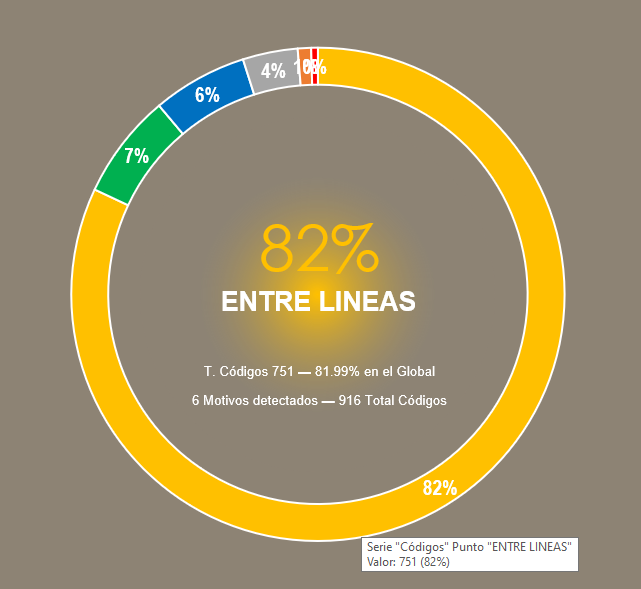 4%
6%
7%
82%
ENTRE LINEAS
T. Códigos 751 — 81.99% en el Global
6 Motivos detectados — 916 Total Códigos
82%
Serie "Códigos" Punto "ENTRE LINEAS"
Valor: 751 (82%)